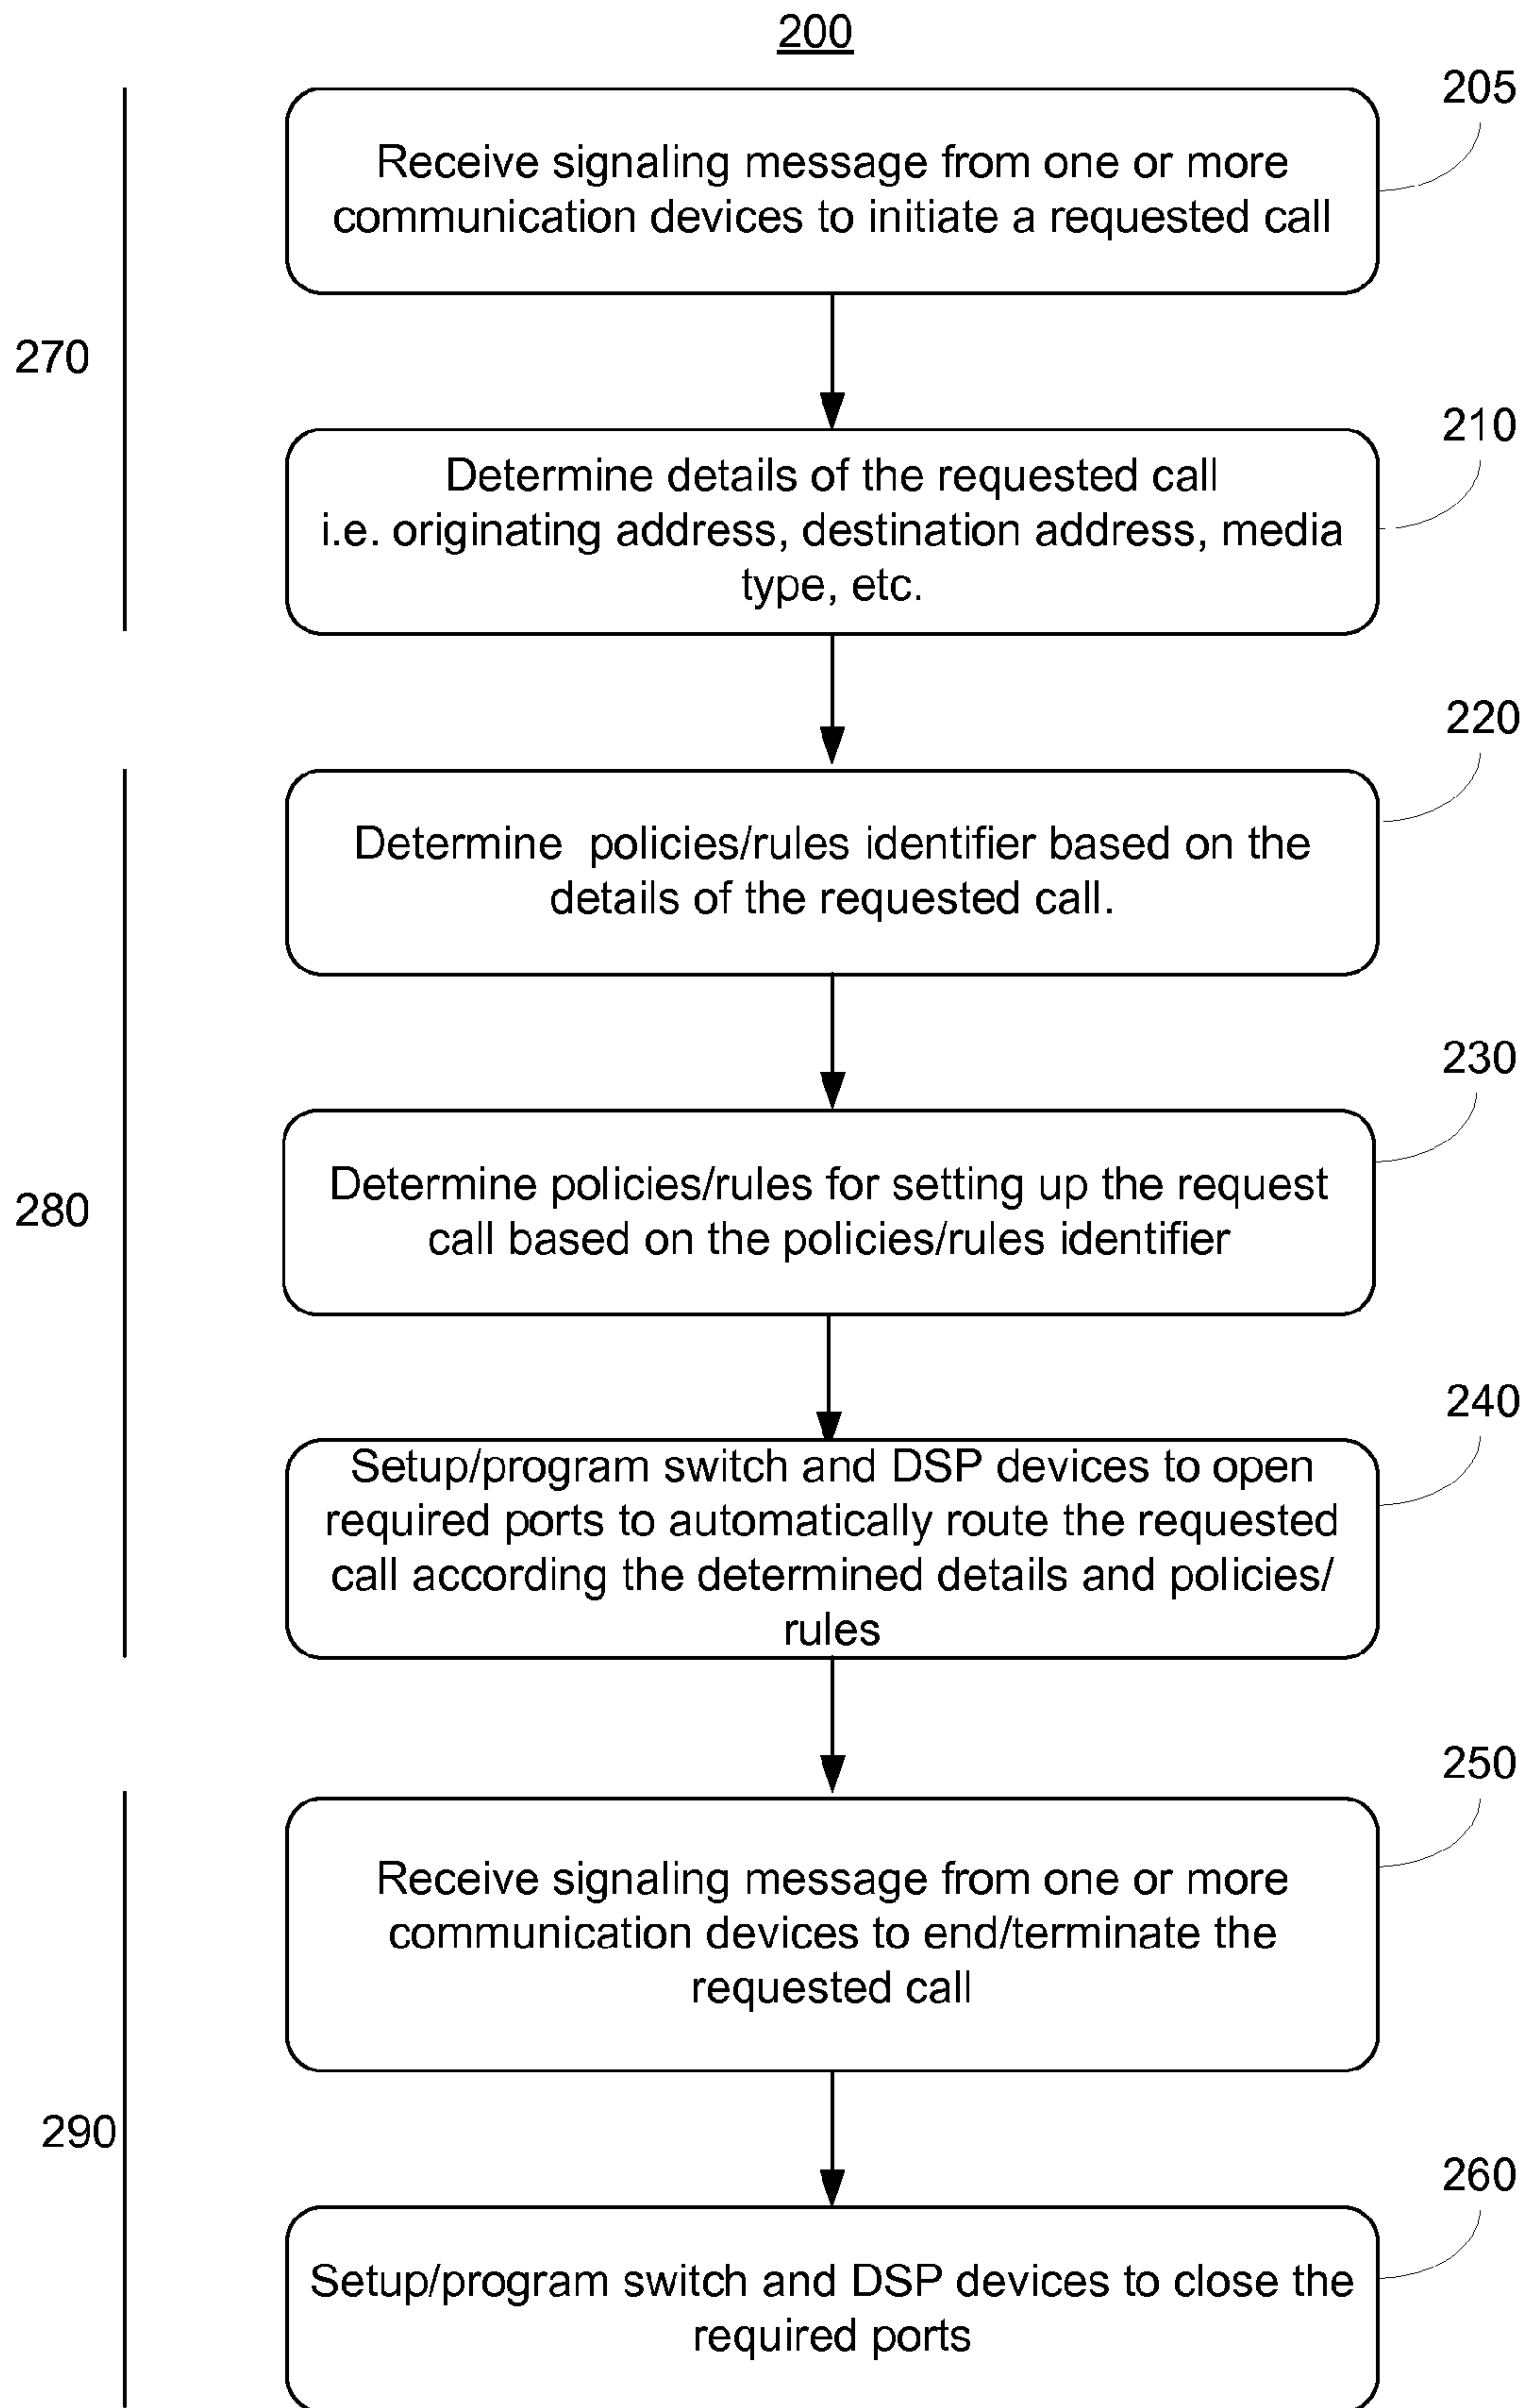 200
205
Receive signaling message from one or more
communication devices to initiate a requested call
270
210
Determine details of the requested call
i.e. originating address, destination address, media
type, etc.
220
Determine policies/rules identifier based on the
details of the requested call.
230
Determine policies/rules for setting up the request
call based on the policies/rules identifier
280
240
Setup/program switch and DSP devices to open
required ports to automatically route the requested
call according the determined details and policies/
rules
250
Receive signaling message from one or more
communication devices to end/terminate the
requested call
290
260
Setup/program switch and DSP devices to close the
required ports